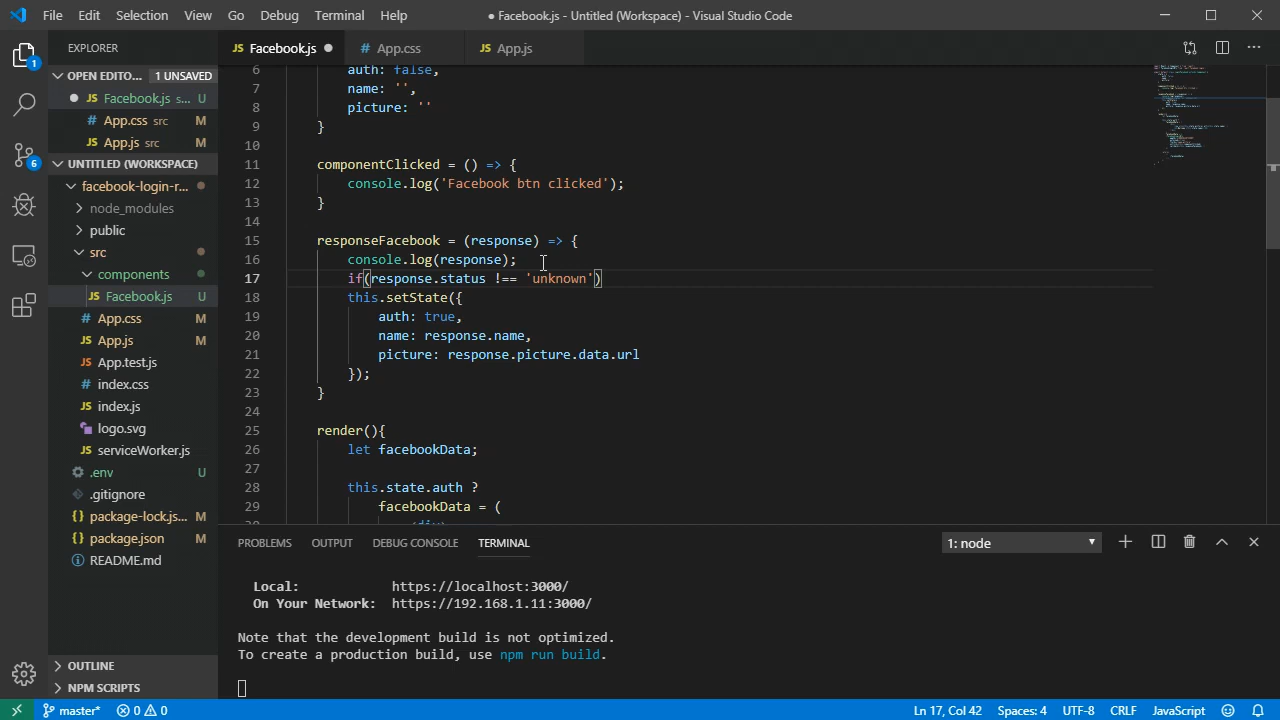 File Edit Selection View Go Debug Terminal Help ● Facebook.js - Untitled (Workspace) - Visual Studio Code
EXPLORER
JS Facebook.js ● # App.css JS App.js
OPEN EDITO... 1 UNSAVED
● JS Facebook.js s... U
# App.css src M
JS App.js src M
UNTITLED (WORKSPACE)
facebook-login-r...
node_modules
public
src
components
JS Facebook.js U
# App.css M
JS App.js M
JS App.test.js
# index.css
JS index.js
logo.svg
JS serviceWorker.js
.env U
.gitignore
{} package-lock.js... M
{} package.json M
README.md
OUTLINE
NPM SCRIPTS
1
6
6 auth: false,
7 name: '',
8 picture: ''
9 }
10
11 componentClicked = () => {
12 console.log('Facebook btn clicked');
13 }
14
15 responseFacebook = (response) => {
16 console.log(response);
17 if(response.status !== 'unknown')
18 this.setState({
19 auth: true,
20 name: response.name,
21 picture: response.picture.data.url
22 });
23 }
24
25 render(){
26 let facebookData;
27
28 this.state.auth ?
29 facebookData = (
<div>
PROBLEMS OUTPUT DEBUG CONSOLE TERMINAL 1: node
Local: https://localhost:3000/
On Your Network: https://192.168.1.11:3000/
Note that the development build is not optimized.
To create a production build, use npm run build.
master* 0 0 Ln 17, Col 42 Spaces: 4 UTF-8 CRLF JavaScript